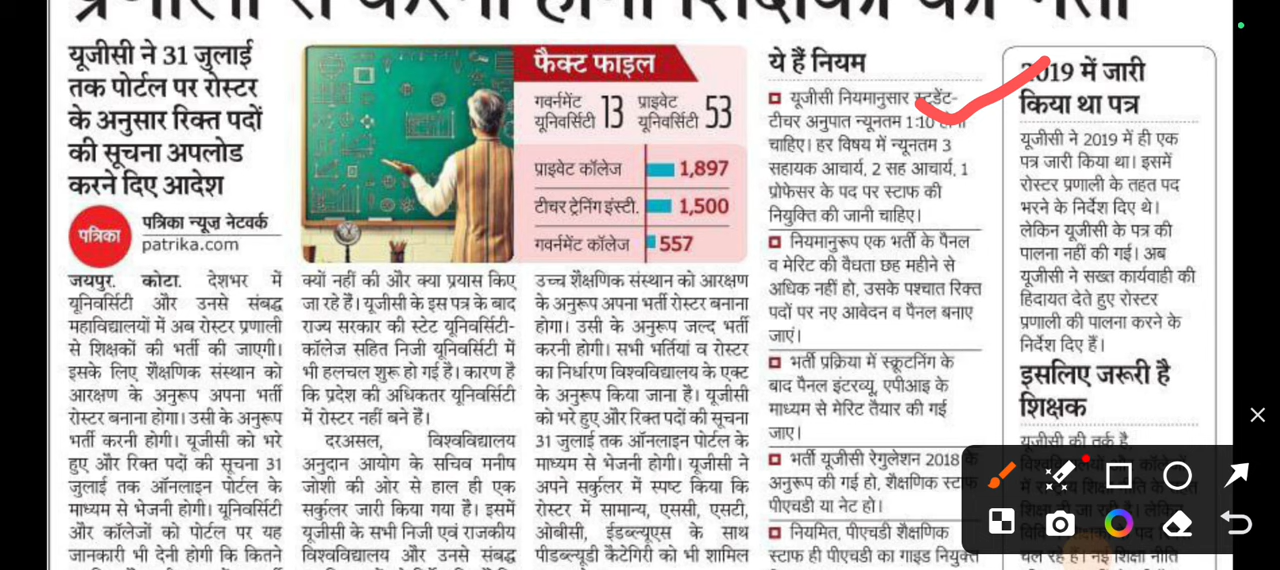 यूजीसी ने 31 जुलाई
तक पोर्टल पर रोस्टर
के अनुसार रिक्त पदों
की सूचना अपलोड
करने दिए आदेश
पत्रिका
पत्रिका न्यूज नेटवर्क
patrika.com
जयपुर. कोटा. देशभर में
यूनिवर्सिटी और उनसे संबद्ध
महाविद्यालयों में अब रोस्टर प्रणाली
से शिक्षकों की भर्ती की जाएगी।
इसके लिए शैक्षणिक संस्थान को
आरक्षण के अनुरूप अपना भर्ती
रोस्टर बनाना होगा। उसी के अनुरूप
भर्ती करनी होगी। यूजीसी को भरे
हुए और रिक्त पदों की सूचना 31
जुलाई तक ऑनलाइन पोर्टल के
माध्यम से भेजनी होगी। यूनिवर्सिटी
और कॉलेजों को पोर्टल पर यह
जानकारी भी देनी होगी कि कितने
फैक्ट फाइल
गवर्नमेंट यूनिवर्सिटी 13
प्राइवेट यूनिवर्सिटी 53
प्राइवेट कॉलेज 1,897
टीचर ट्रेनिंग इंस्टी. 1,500
गवर्नमेंट कॉलेज 557
क्यों नहीं की और क्या प्रयास किए
जा रहे हैं। यूजीसी के इस पत्र के बाद
राज्य सरकार की स्टेट यूनिवर्सिटी-
कॉलेज सहित निजी यूनिवर्सिटी में
भी हलचल शुरू हो गई है। कारण है
कि प्रदेश की अधिकतर यूनिवर्सिटी
में रोस्टर नहीं बने हैं।
दरअसल, विश्वविद्यालय
अनुदान आयोग के सचिव मनीष
जोशी की ओर से हाल ही एक
सर्कुलर जारी किया गया है। इसमें
यूजीसी के सभी निजी एवं राजकीय
विश्वविद्यालय और उनसे संबद्ध
उच्च शैक्षणिक संस्थान को आरक्षण
के अनुरूप अपना भर्ती रोस्टर बनाना
होगा। उसी के अनुरूप जल्द भर्ती
करनी होगी। सभी भर्तियां व रोस्टर
का निर्धारण विश्वविद्यालय के एक्ट
के अनुरूप किया जाना है। यूजीसी
को भरे हुए और रिक्त पदों की सूचना
31 जुलाई तक ऑनलाइन पोर्टल के
माध्यम से भेजनी होगी। यूजीसी ने
अपने सर्कुलर में स्पष्ट किया कि
रोस्टर में सामान्य, एससी, एसटी,
ओबीसी, ईडब्ल्यूएस के साथ
पीडब्ल्यूडी कैटेगिरी को भी शामिल
ये हैं नियम
यूजीसी नियमानुसार स्टूडेंट-
टीचर अनुपात न्यूनतम 1:10 होना
चाहिए। हर विषय में न्यूनतम 3
सहायक आचार्य, 2 सह आचार्य, 1
प्रोफेसर के पद पर स्टाफ की
नियुक्ति की जानी चाहिए।
नियमानुरूप एक भर्ती के पैनल
व मेरिट की वैधता छह महीने से
अधिक नहीं हो, उसके पश्चात रिक्त
पदों पर नए आवेदन व पैनल बनाए
जाएं।
भर्ती प्रक्रिया में स्क्रूटनिंग के
बाद पैनल इंटरव्यू, एपीआइ के
माध्यम से मेरिट तैयार की गई
जाए।
भर्ती यूजीसी रेगुलेशन 2018 के
अनुरूप की गई हो, शैक्षणिक स्टाफ
पीएचडी या नेट हो।
नियमित, पीएचडी शैक्षणिक
स्टाफ ही पीएचडी का गाइड नियुक्त
2019 में जारी
किया था पत्र
यूजीसी ने 2019 में ही एक
पत्र जारी किया था। इसमें
रोस्टर प्रणाली के तहत पद
भरने के निर्देश दिए थे।
लेकिन यूजीसी के पत्र की
पालना नहीं की गई। अब
यूजीसी ने सख्त कार्यवाही की
हिदायत देते हुए रोस्टर
प्रणाली की पालना करने के
निर्देश दिए हैं।
इसलिए जरूरी है
शिक्षक
यूजीसी की तर्क है
चल रहे हैं। नई शिक्षा नीति